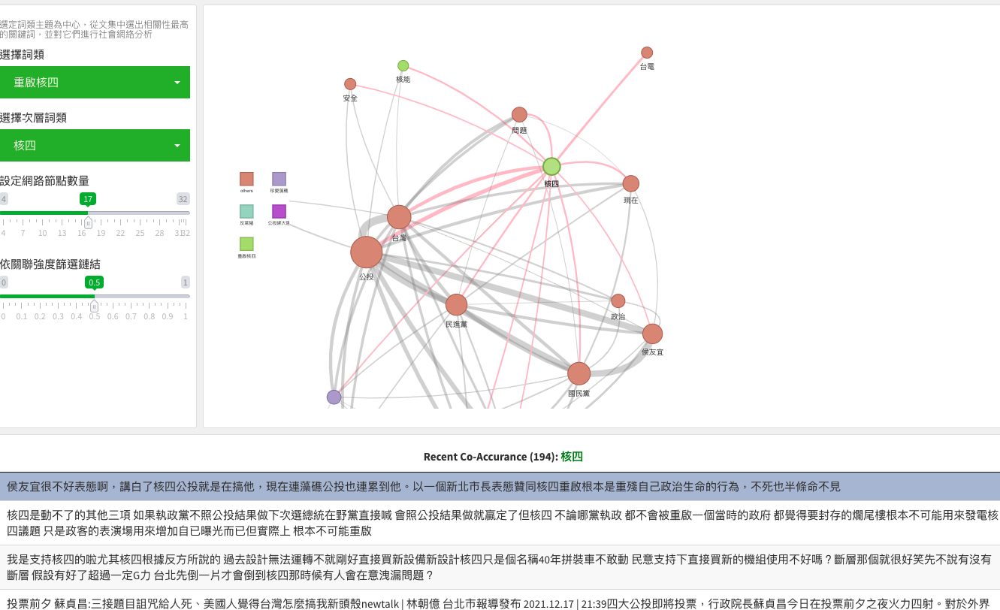 選定詞類主題為中心，從文集中選出相關性最高
的關鍵詞，並對它們進行社會網絡分析
選擇詞類
重啟核四
選擇次層詞類
核四
設定網路節點數量
4 17 32
4 7 10 13 16 19 22 25 28 31 32
依關聯強度篩選鏈結
0 0.5 1
0 0.1 0.2 0.3 0.4 0.5 0.6 0.7 0.8 0.9 1
台電
核能
安全
問題
核四
現在
others
珍愛藻礁
反萊豬
公投綁大選
重啟核四
台灣
公投
民進黨
政治
侯友宜
國民黨
Recent Co-Accurance (194): 核四
侯友宜很不好表態啊，講白了核四公投就是在搞他，現在連藻礁公投也連累到他。以一個新北市長表態贊同核四重啟根本是重殘自己政治生命的行為，不死也半條命不見
核四是動不了的其他三項 如果執政黨不照公投結果做下次選總統在野黨直接喊 會照公投結果做就贏定了但核四 不論哪黨執政 都不會被重啟一個當時的政府 都覺得要封存的爛尾樓根本不可能用來發電核
四議題 只是政客的表演場用來增加自已曝光而已但實際上 根本不可能重啟
我是支持核四的啦尤其核四根據反方所說的 過去設計無法運轉不就剛好直接買新設備新設計核四只是個名稱40年拼裝車不敢動 民意支持下直接買新的機組使用不好嗎？斷層那個就很好笑先不說有沒有
斷層 假設有好了超過一定G力 台北先倒一片才會倒到核四那時候有人會在意洩漏問題？
投票前夕 蘇貞昌:三接題目詛咒給人死、美國人覺得台灣怎麼搞我新頭殼newtalk | 林朝億 台北市報導發布 2021.12.17 | 21:39四大公投即將投票，行政院長蘇貞昌今日在投票前夕之夜火力四射。對於外界